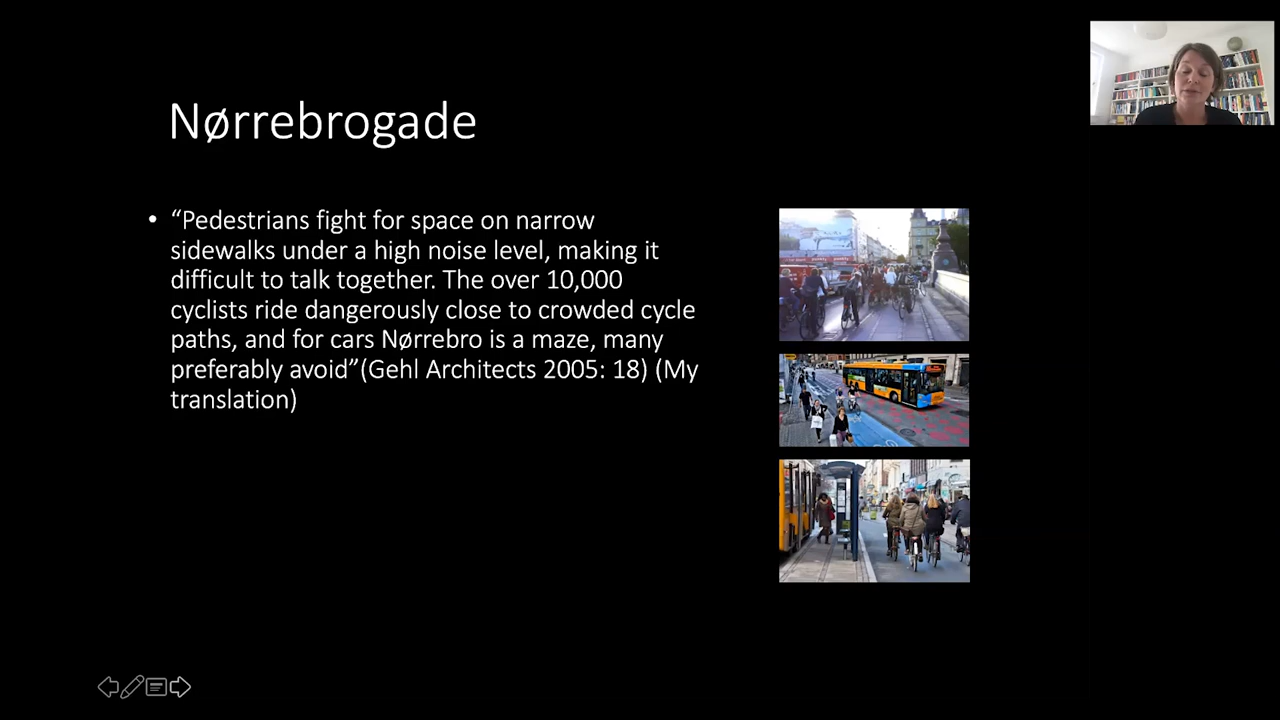 Nørrebrogade
• “Pedestrians fight for space on narrow
sidewalks under a high noise level, making it
difficult to talk together. The over 10,000
cyclists ride dangerously close to crowded cycle
paths, and for cars Nørrebro is a maze, many
preferably avoid”(Gehl Architects 2005: 18) (My
translation)